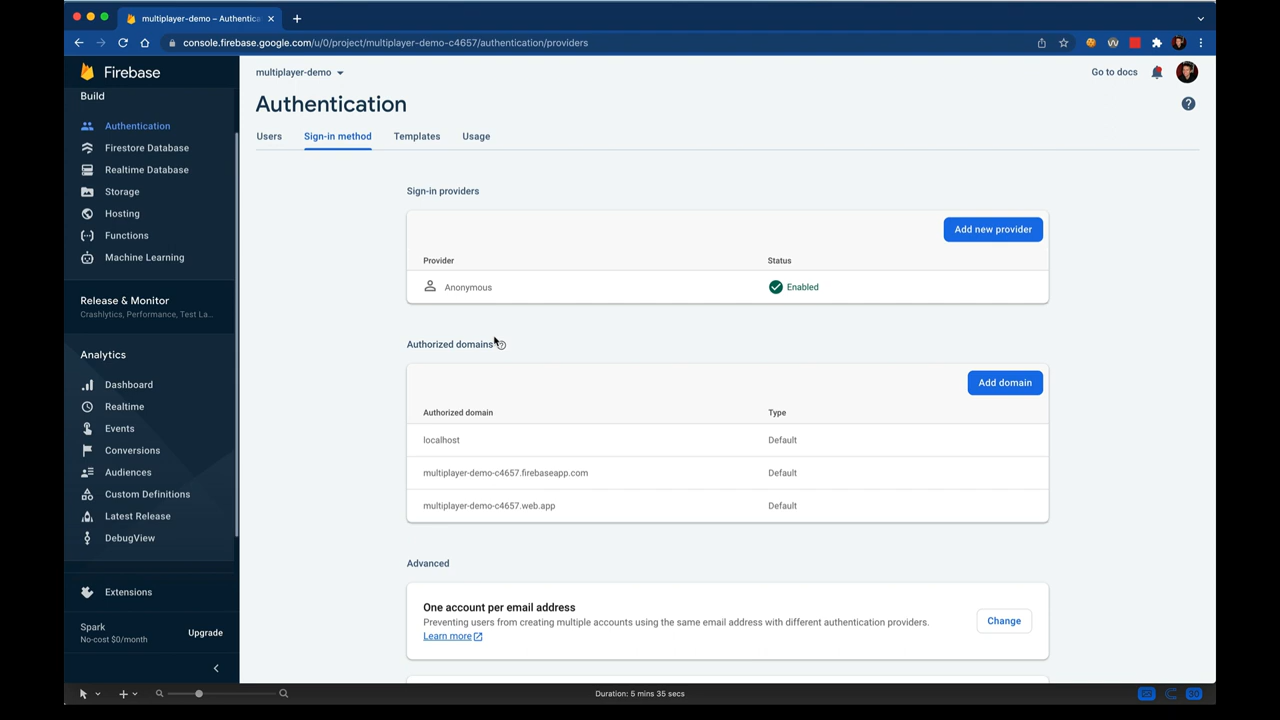 multiplayer-demo – Authentic
console.firebase.google.com/u/0/project/multiplayer-demo-c4657/authentication/providers
Firebase
Build
Authentication
Firestore Database
Realtime Database
Storage
Hosting
Functions
Machine Learning
Release & Monitor
Crashlytics, Performance, Test La...
Analytics
Dashboard
Realtime
Events
Conversions
Audiences
Custom Definitions
Latest Release
DebugView
Extensions
Spark
No-cost $0/month
Upgrade
multiplayer-demo
Go to docs
Authentication
Users Sign-in method Templates Usage
Sign-in providers
Add new provider
Provider Status
Anonymous Enabled
Authorized domains
Add domain
Authorized domain Type
localhost Default
multiplayer-demo-c4657.firebaseapp.com Default
multiplayer-demo-c4657.web.app Default
Advanced
One account per email address
Preventing users from creating multiple accounts using the same email address with different authentication providers.
Learn more
Change
Duration: 5 mins 35 secs
30